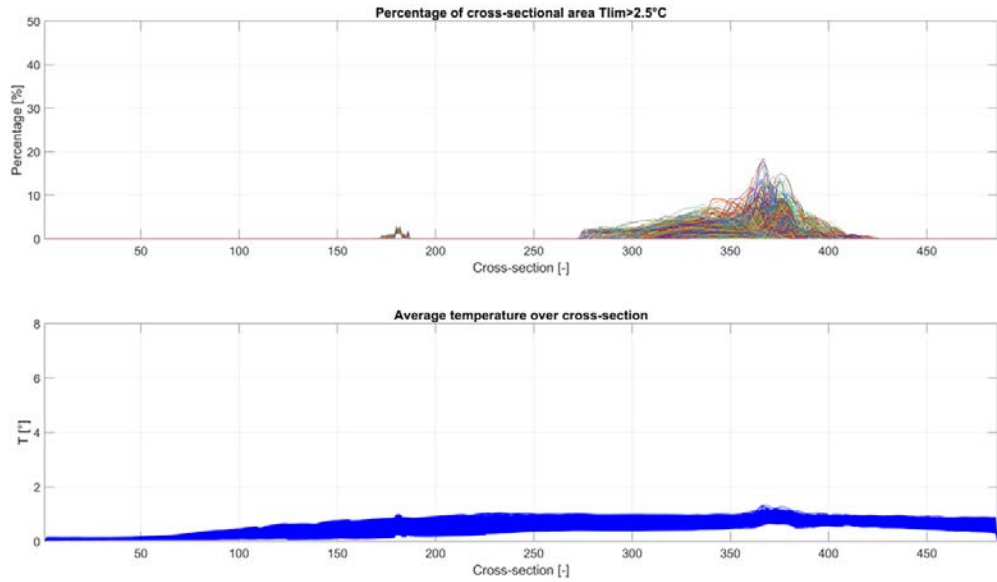 Percentage of cross-sectional area Tlim>2.5°C
50
40
30
20
10
0
Percentage [%]
50 100 150 200 250 300 350 400 450
Cross-section [-]
Average temperature over cross-section
8
6
4
2
0
T [°]
50 100 150 200 250 300 350 400 450
Cross-section [-]